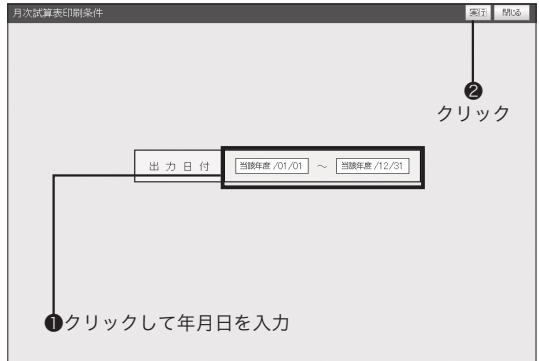 月次試算表印刷条件
実行 閉じる
❷
クリック
出力日付 当該年度/01/01 ～ 当該年度/12/31
❶クリックして年月日を入力